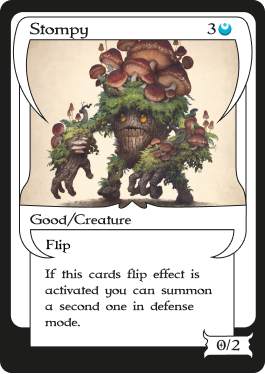 Stompy 3
Good/Creature
Flip
If this cards flip effect is
activated you can summon
a second one in defense
mode.
0/2